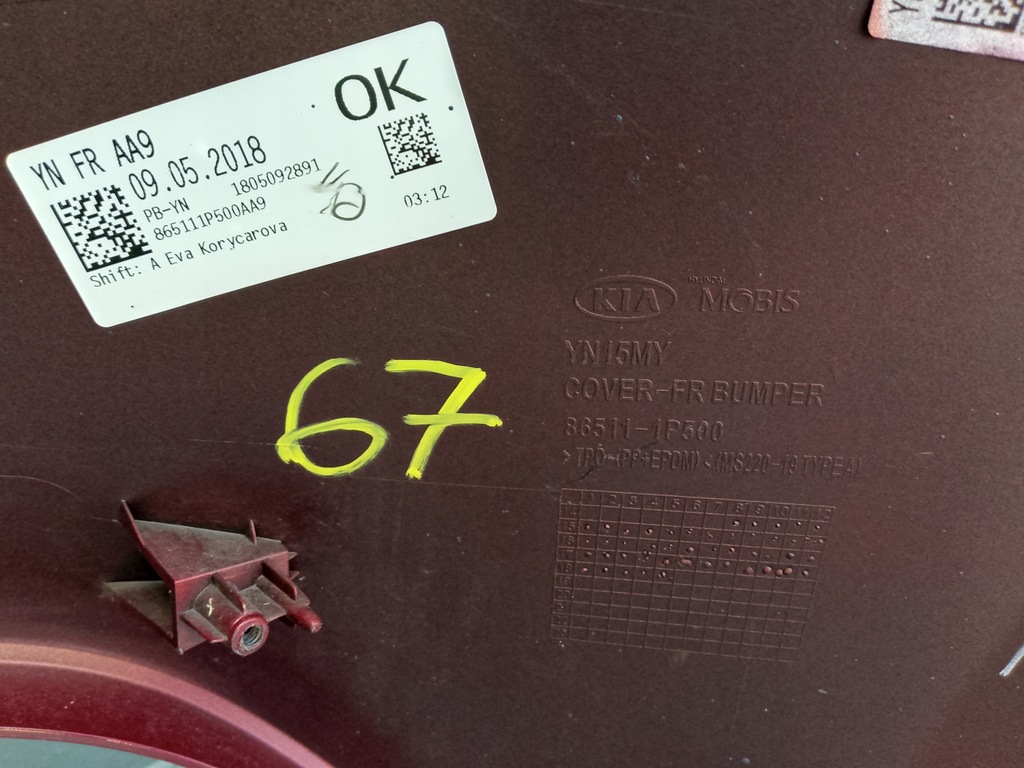 YN FR AA9
OK
09.05.2018
PB-YN
1805092891
865111P500AA9
03:12
Shift: A Eva Korycarova
KIA
HYUNDAI
MOBIS
YN15MY
COVER-FR BUMPER
86511-1P500
67